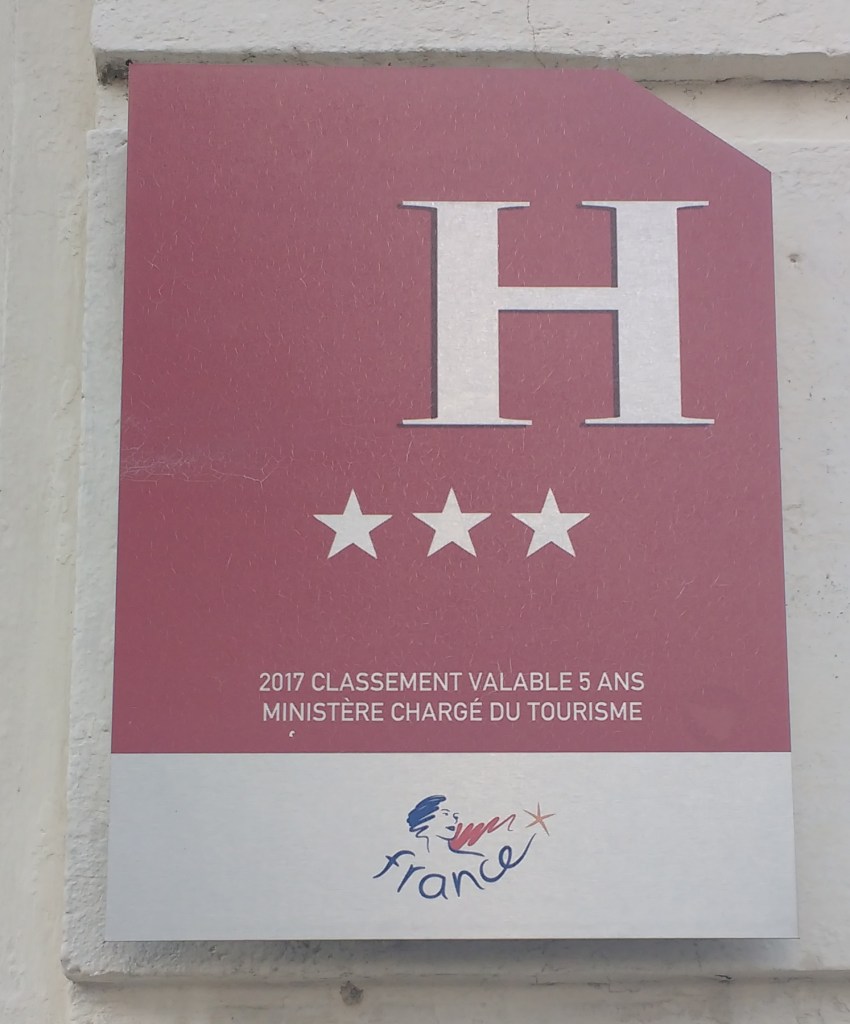 H
2017 CLASSEMENT VALABLE 5 ANS
MINISTÈRE CHARGÉ DU TOURISME
france